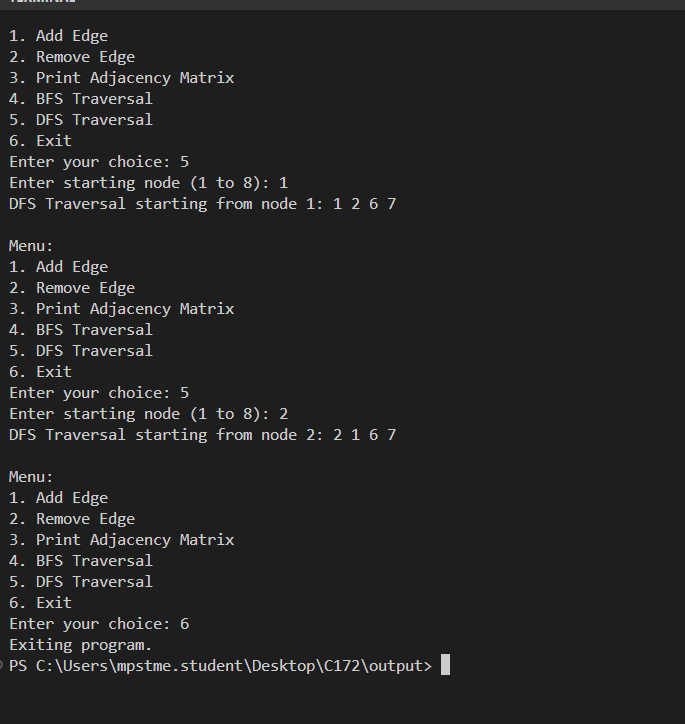 TERMINAL
1. Add Edge
2. Remove Edge
3. Print Adjacency Matrix
4. BFS Traversal
5. DFS Traversal
6. Exit
Enter your choice: 5
Enter starting node (1 to 8): 1
DFS Traversal starting from node 1: 1 2 6 7
Menu:
1. Add Edge
2. Remove Edge
3. Print Adjacency Matrix
4. BFS Traversal
5. DFS Traversal
6. Exit
Enter your choice: 5
Enter starting node (1 to 8): 2
DFS Traversal starting from node 2: 2 1 6 7
Menu:
1. Add Edge
2. Remove Edge
3. Print Adjacency Matrix
4. BFS Traversal
5. DFS Traversal
6. Exit
Enter your choice: 6
Exiting program.
PS C:\Users\mpstme.student\Desktop\C172\output>